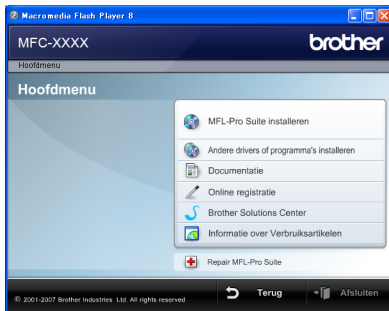 Macromedia Flash Player 8
MFC-XXXX
brother
Hoofdmenu
Hoofdmenu
MFL-Pro Suite installeren
Andere drivers of programma's installeren
Documentatie
Online registratie
Brother Solutions Center
Informatie over Verbruiksartikelen
Repair MFL-Pro Suite
© 2001-2007 Brother Industries Ltd. All rights reserved
Terug
Afsluiten